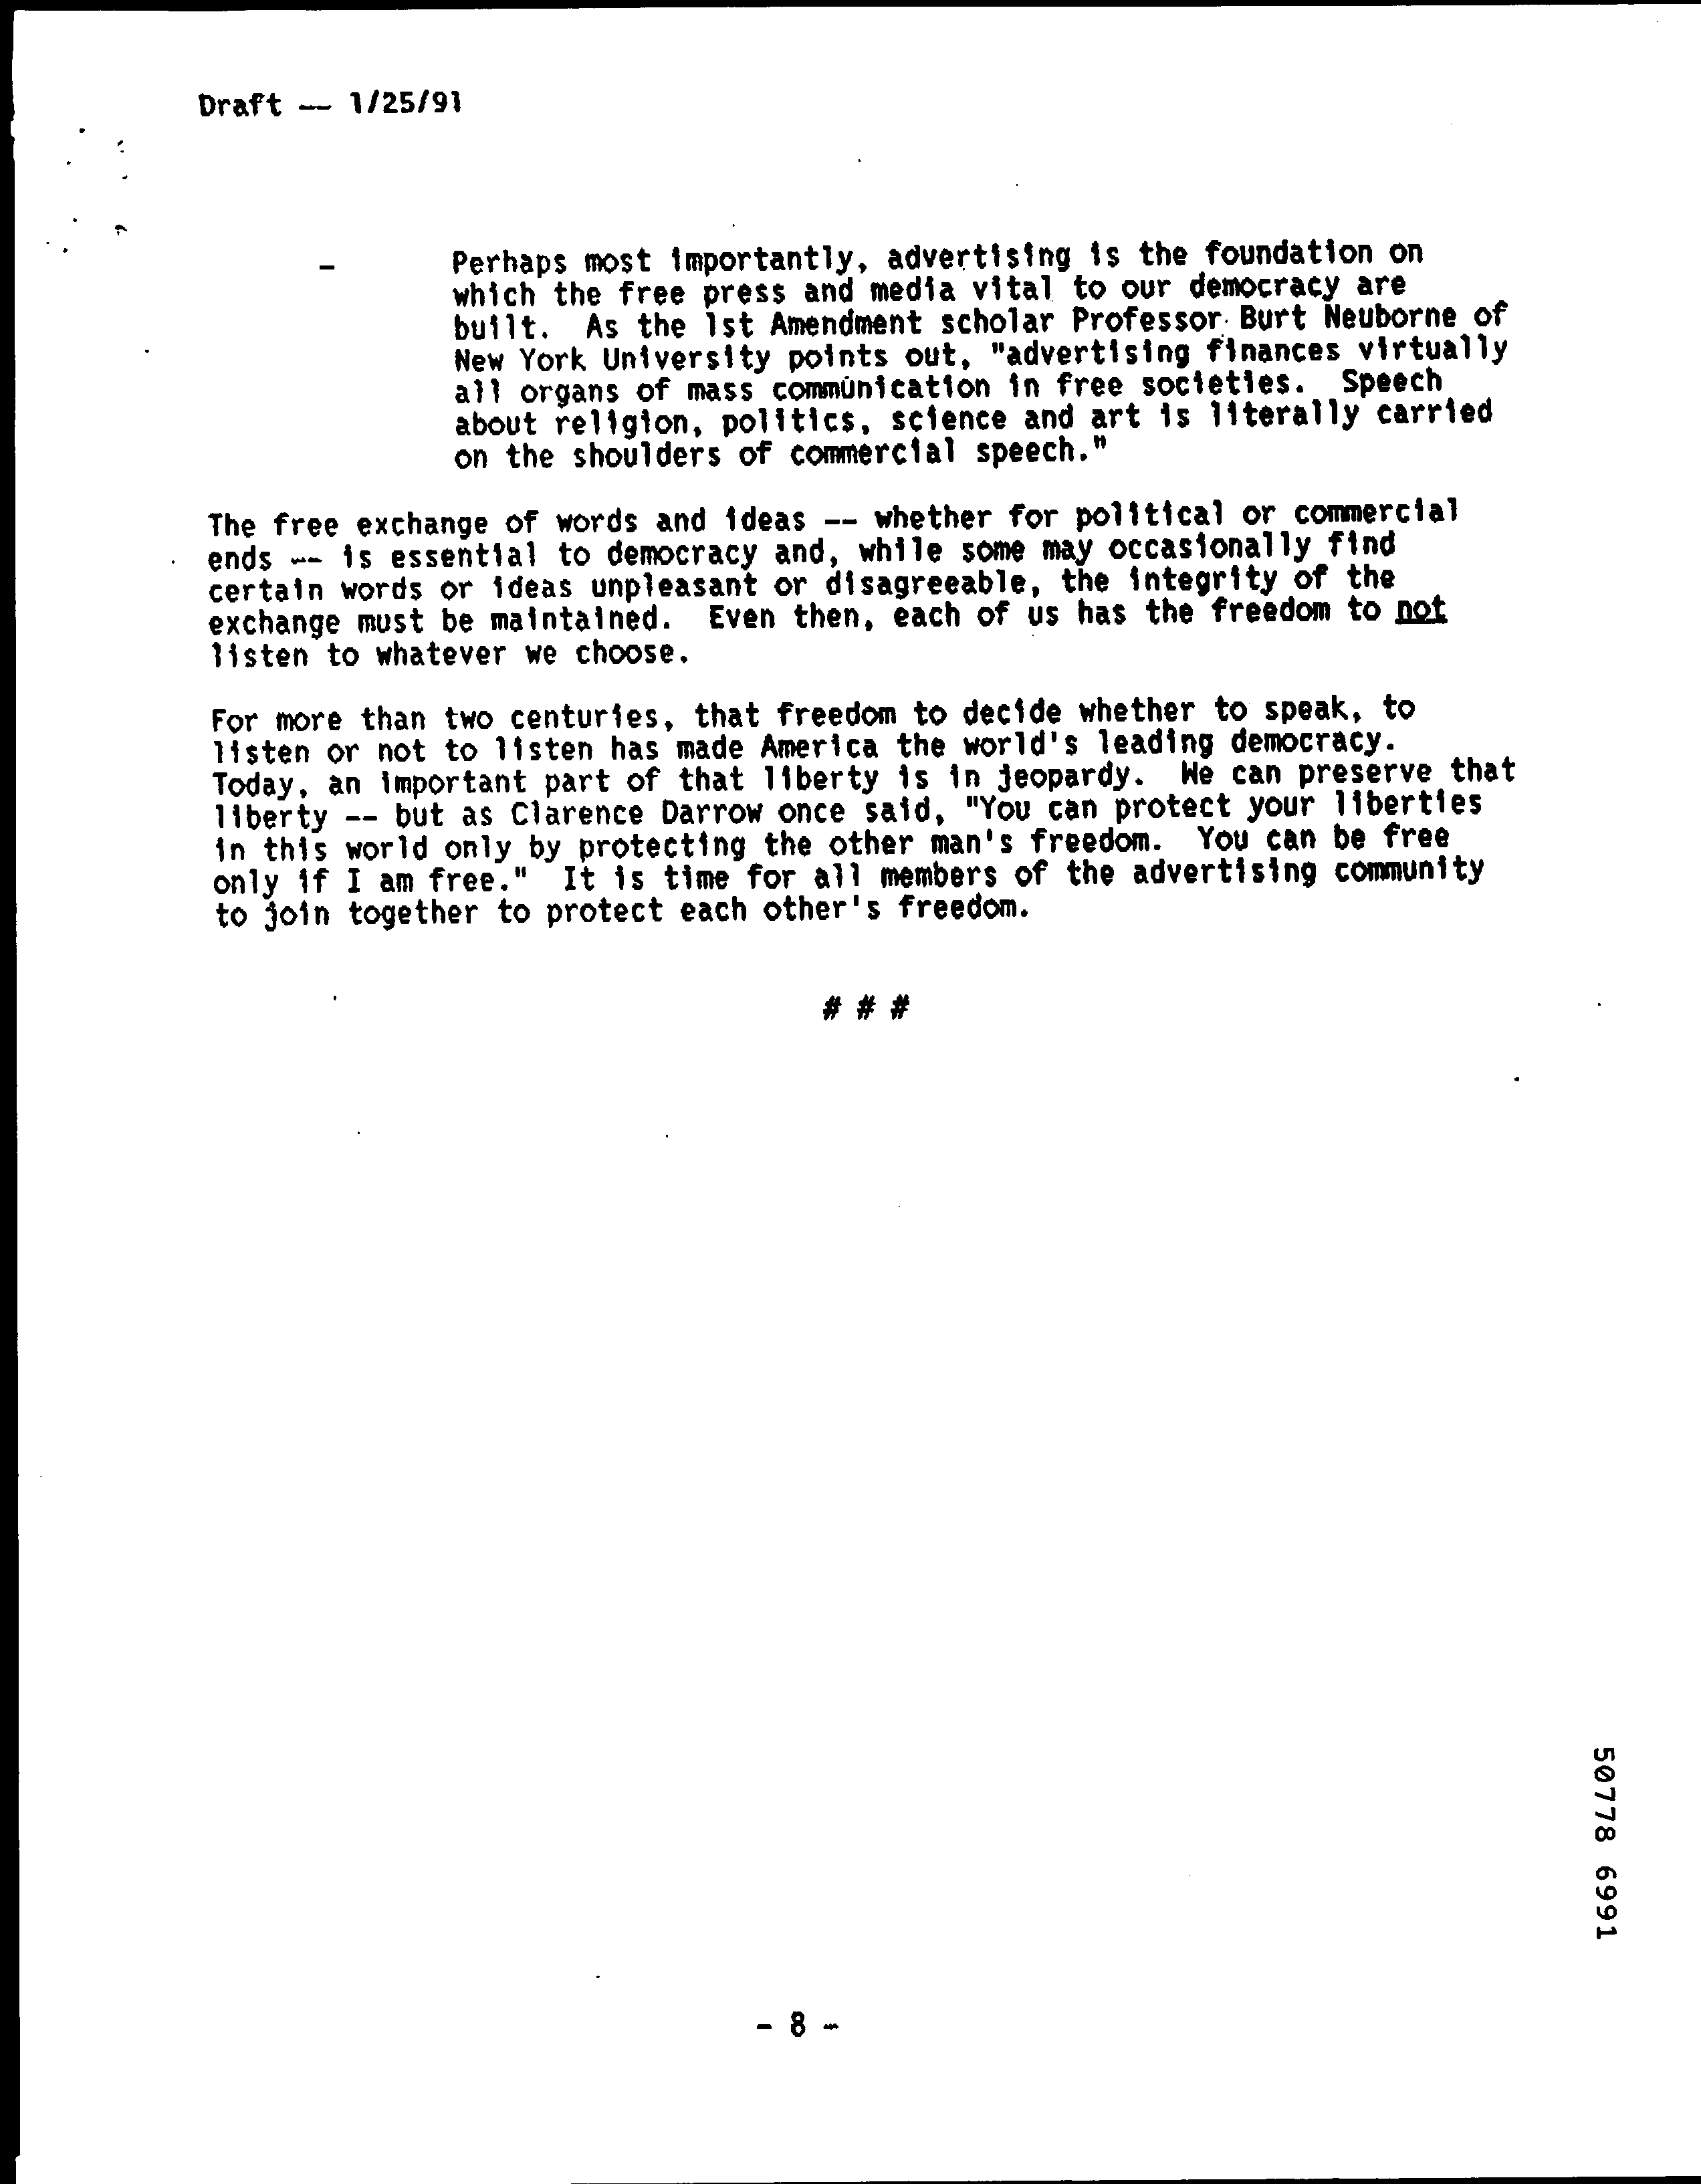 Draft -- 1/25/91
- Perhaps most importantly, advertising is the foundation on
which the free press and media vital to our democracy are
built. As the 1st Amendment scholar Professor Burt Neuborne of
New York University points out, "advertising finances virtually
all organs of mass communication in free societies. Speech
about religion, politics, science and art is literally carried
on the shoulders of commercial speech."
The free exchange of words and ideas -- whether for political or commercial
ends -- is essential to democracy and, while some may occasionally find
certain words or ideas unpleasant or disagreeable, the integrity of the
exchange must be maintained. Even then, each of us has the freedom to not
listen to whatever we choose.
For more than two centuries, that freedom to decide whether to speak, to
listen or not to listen has made America the world's leading democracy.
Today, an important part of that liberty is in jeopardy. We can preserve that
liberty -- but as Clarence Darrow once said, "You can protect your liberties
in this world only by protecting the other man's freedom. You can be free
only if I am free." It is time for all members of the advertising community
to join together to protect each other's freedom.
# # #
50778 6991
- 8 -